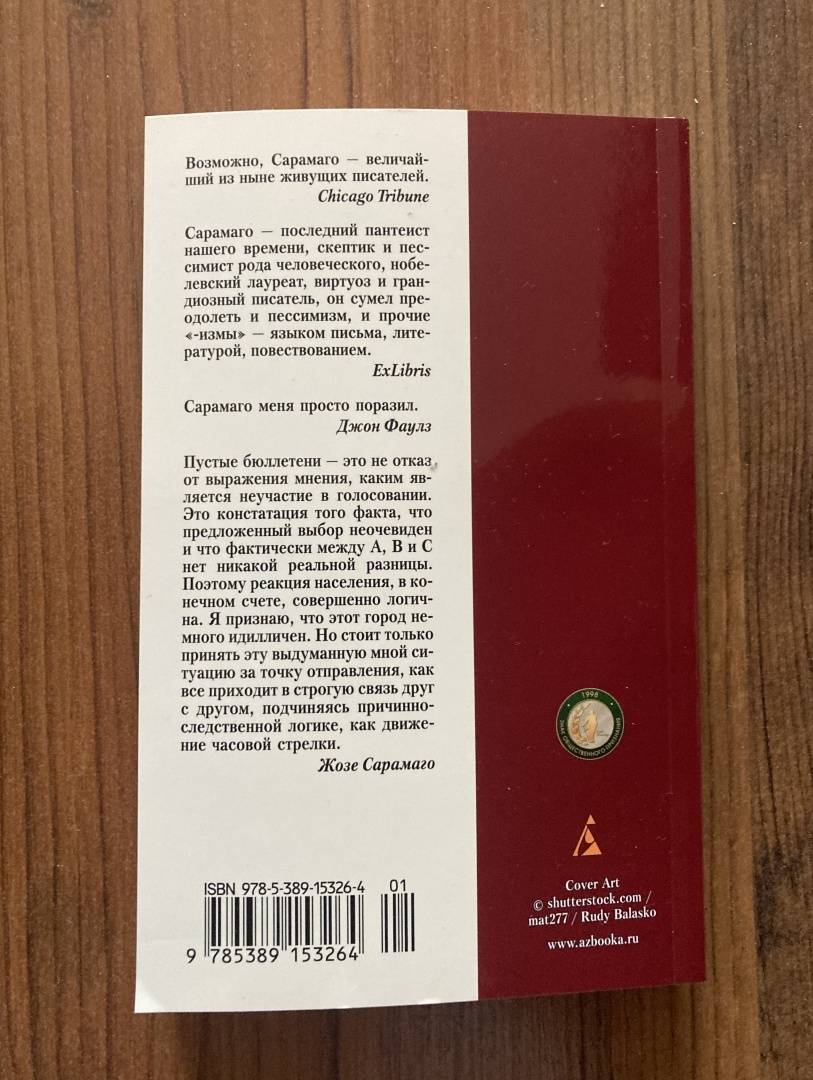 Возможно, Сарамаго — величай-
ший из ныне живущих писателей.
Chicago Tribune
Сарамаго — последний пантеист
нашего времени, скептик и пес-
симист рода человеческого, нобе-
левский лауреат, виртуоз и гран-
диозный писатель, он сумел пре-
одолеть и пессимизм, и прочие
«-измы» — языком письма, лите-
ратурой, повествованием.
ExLibris
Сарамаго меня просто поразил.
Джон Фаулз
Пустые бюллетени — это не отказ
от выражения мнения, каким яв-
ляется неучастие в голосовании.
Это констатация того факта, что
предложенный выбор неочевиден
и что фактически между А, В и С
нет никакой реальной разницы.
Поэтому реакция населения, в ко-
нечном счете, совершенно логич-
на. Я признаю, что этот город не-
много идилличен. Но стоит только
принять эту выдуманную мной си-
туацию за точку отправления, как
все приходит в строгую связь друг
с другом, подчиняясь причинно-
следственной логике, как движе-
ние часовой стрелки.
Жозе Сарамаго
ISBN 978-5-389-15326-4 01
9 785389 153264
1998
ЗНАК ОБЩЕСТВЕННОГО ПРИЗНАНИЯ
Cover Art
© shutterstock.com /
mat277 / Rudy Balasko
www.azbooka.ru